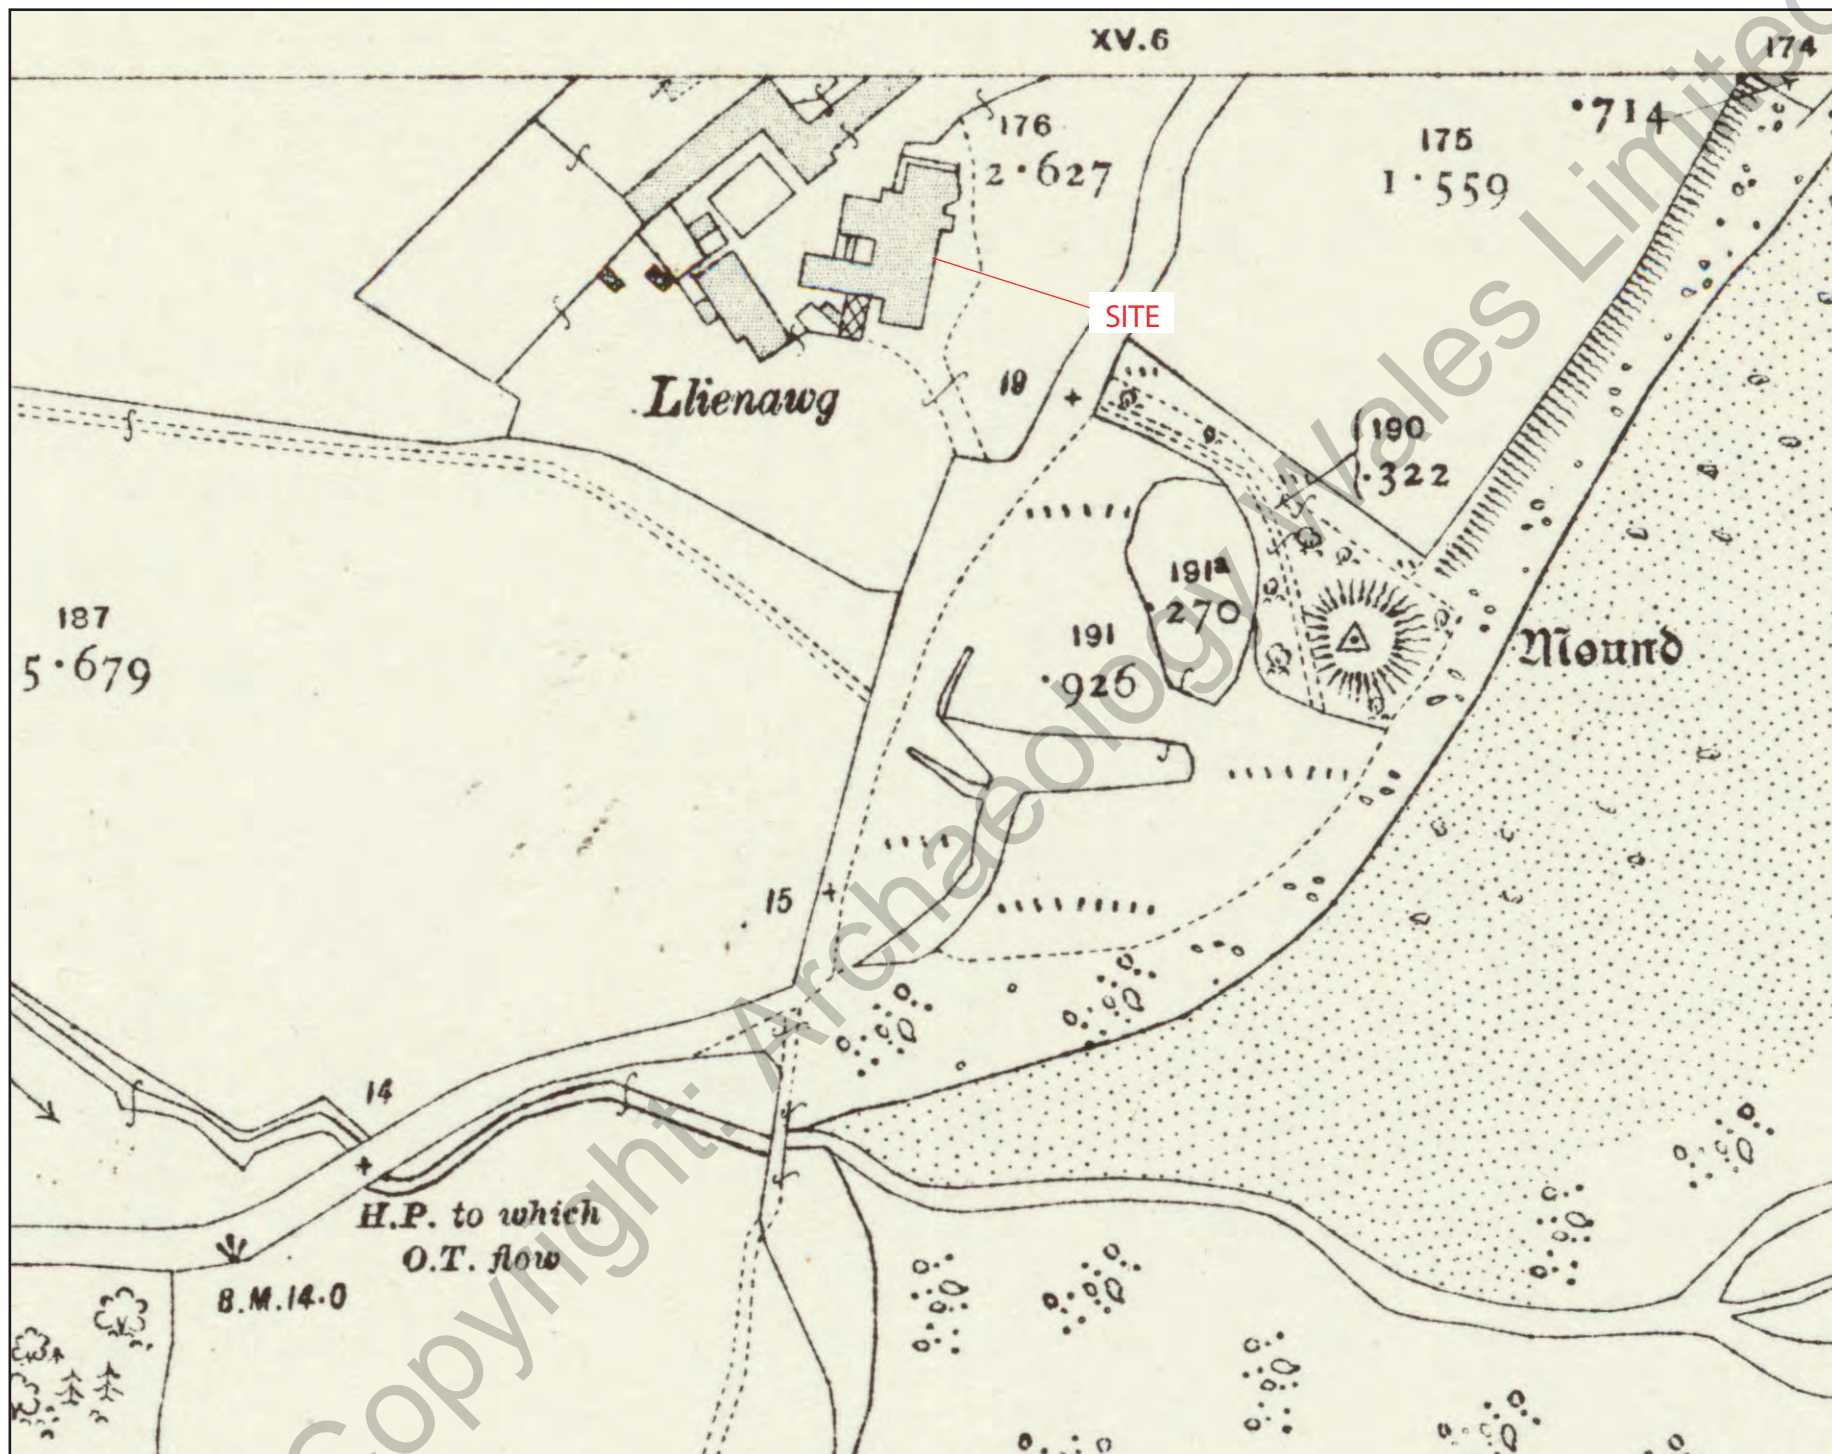 XV.6
174
·714
176
2·627
175
1·559
SITE
Llienawg
19
190
·322
191a
·270
187
5·679
191
·926
Mound
15
14
H.P. to which
O.T. flow
B.M.14·0
Copyright: Archaeology Wales Limited